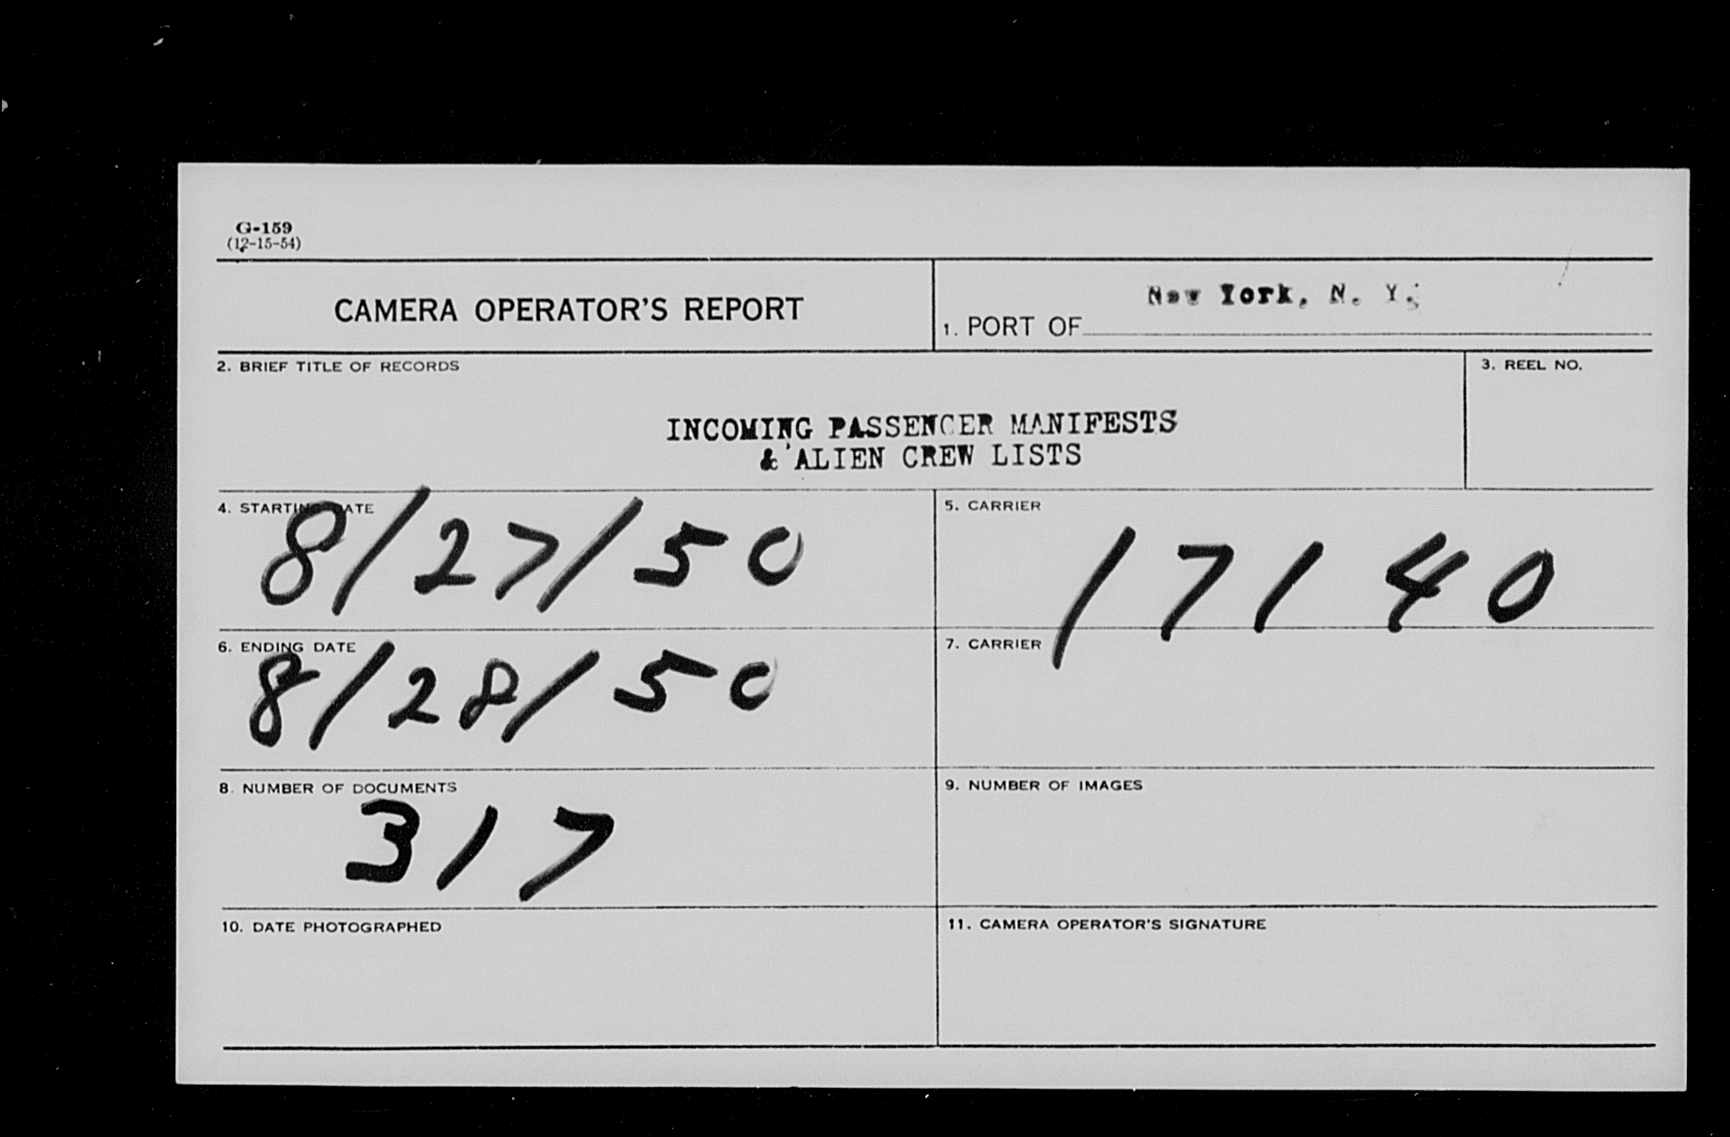 G-159
(12-15-54)
CAMERA OPERATOR'S REPORT
1. PORT OF New York, N. Y.
2. BRIEF TITLE OF RECORDS
3. REEL NO.
INCOMING PASSENGER MANIFESTS
& ALIEN CREW LISTS
4. STARTING DATE
8/27/50
5. CARRIER
17140
6. ENDING DATE
8/28/50
7. CARRIER
8. NUMBER OF DOCUMENTS
317
9. NUMBER OF IMAGES
10. DATE PHOTOGRAPHED
11. CAMERA OPERATOR'S SIGNATURE